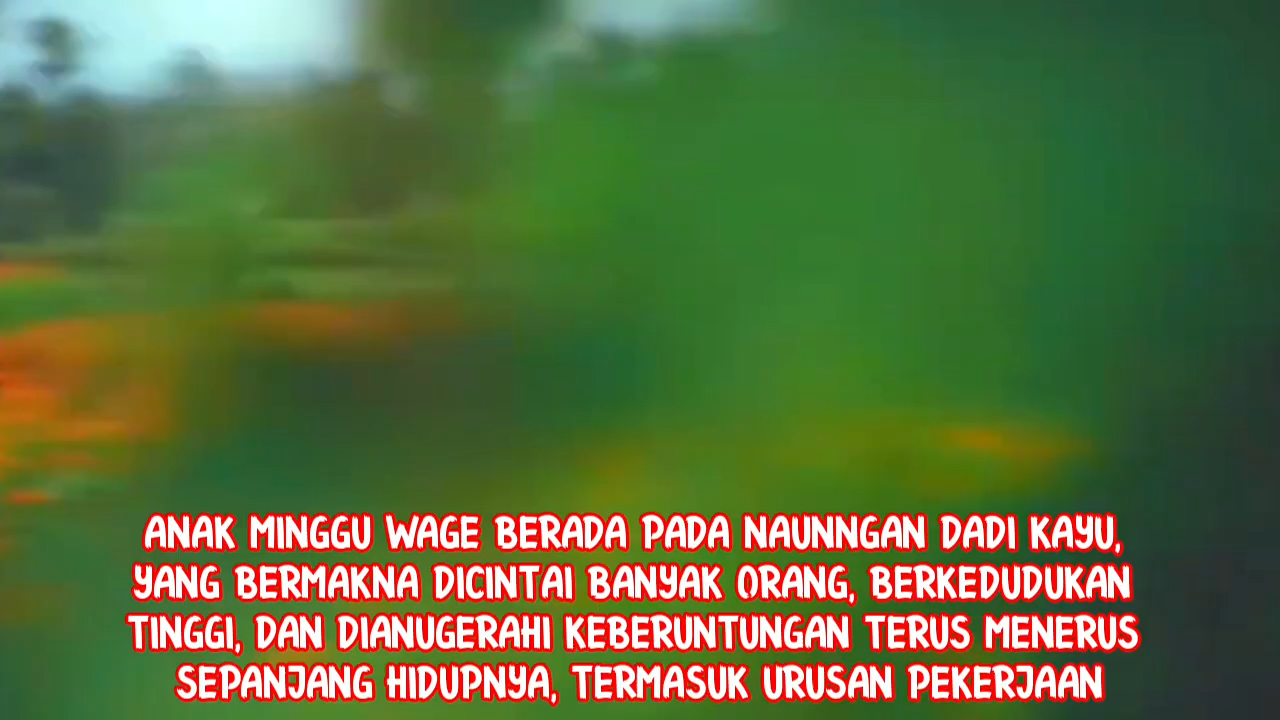 ANAK MINGGU WAGE BERADA PADA NAUNNGAN DADI KAYU,
YANG BERMAKNA DICINTAI BANYAK ORANG, BERKEDUDUKAN
TINGGI, DAN DIANUGERAHI KEBERUNTUNGAN TERUS MENERUS
SEPANJANG HIDUPNYA, TERMASUK URUSAN PEKERJAAN